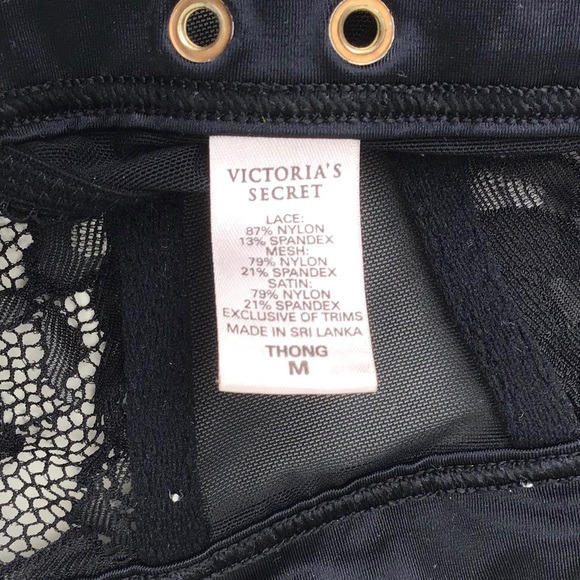 VICTORIA'S
SECRET
LACE:
87% NYLON
13% SPANDEX
MESH:
79% NYLON
21% SPANDEX
SATIN:
79% NYLON
21% SPANDEX
EXCLUSIVE OF TRIMS
MADE IN SRI LANKA
THONG
M